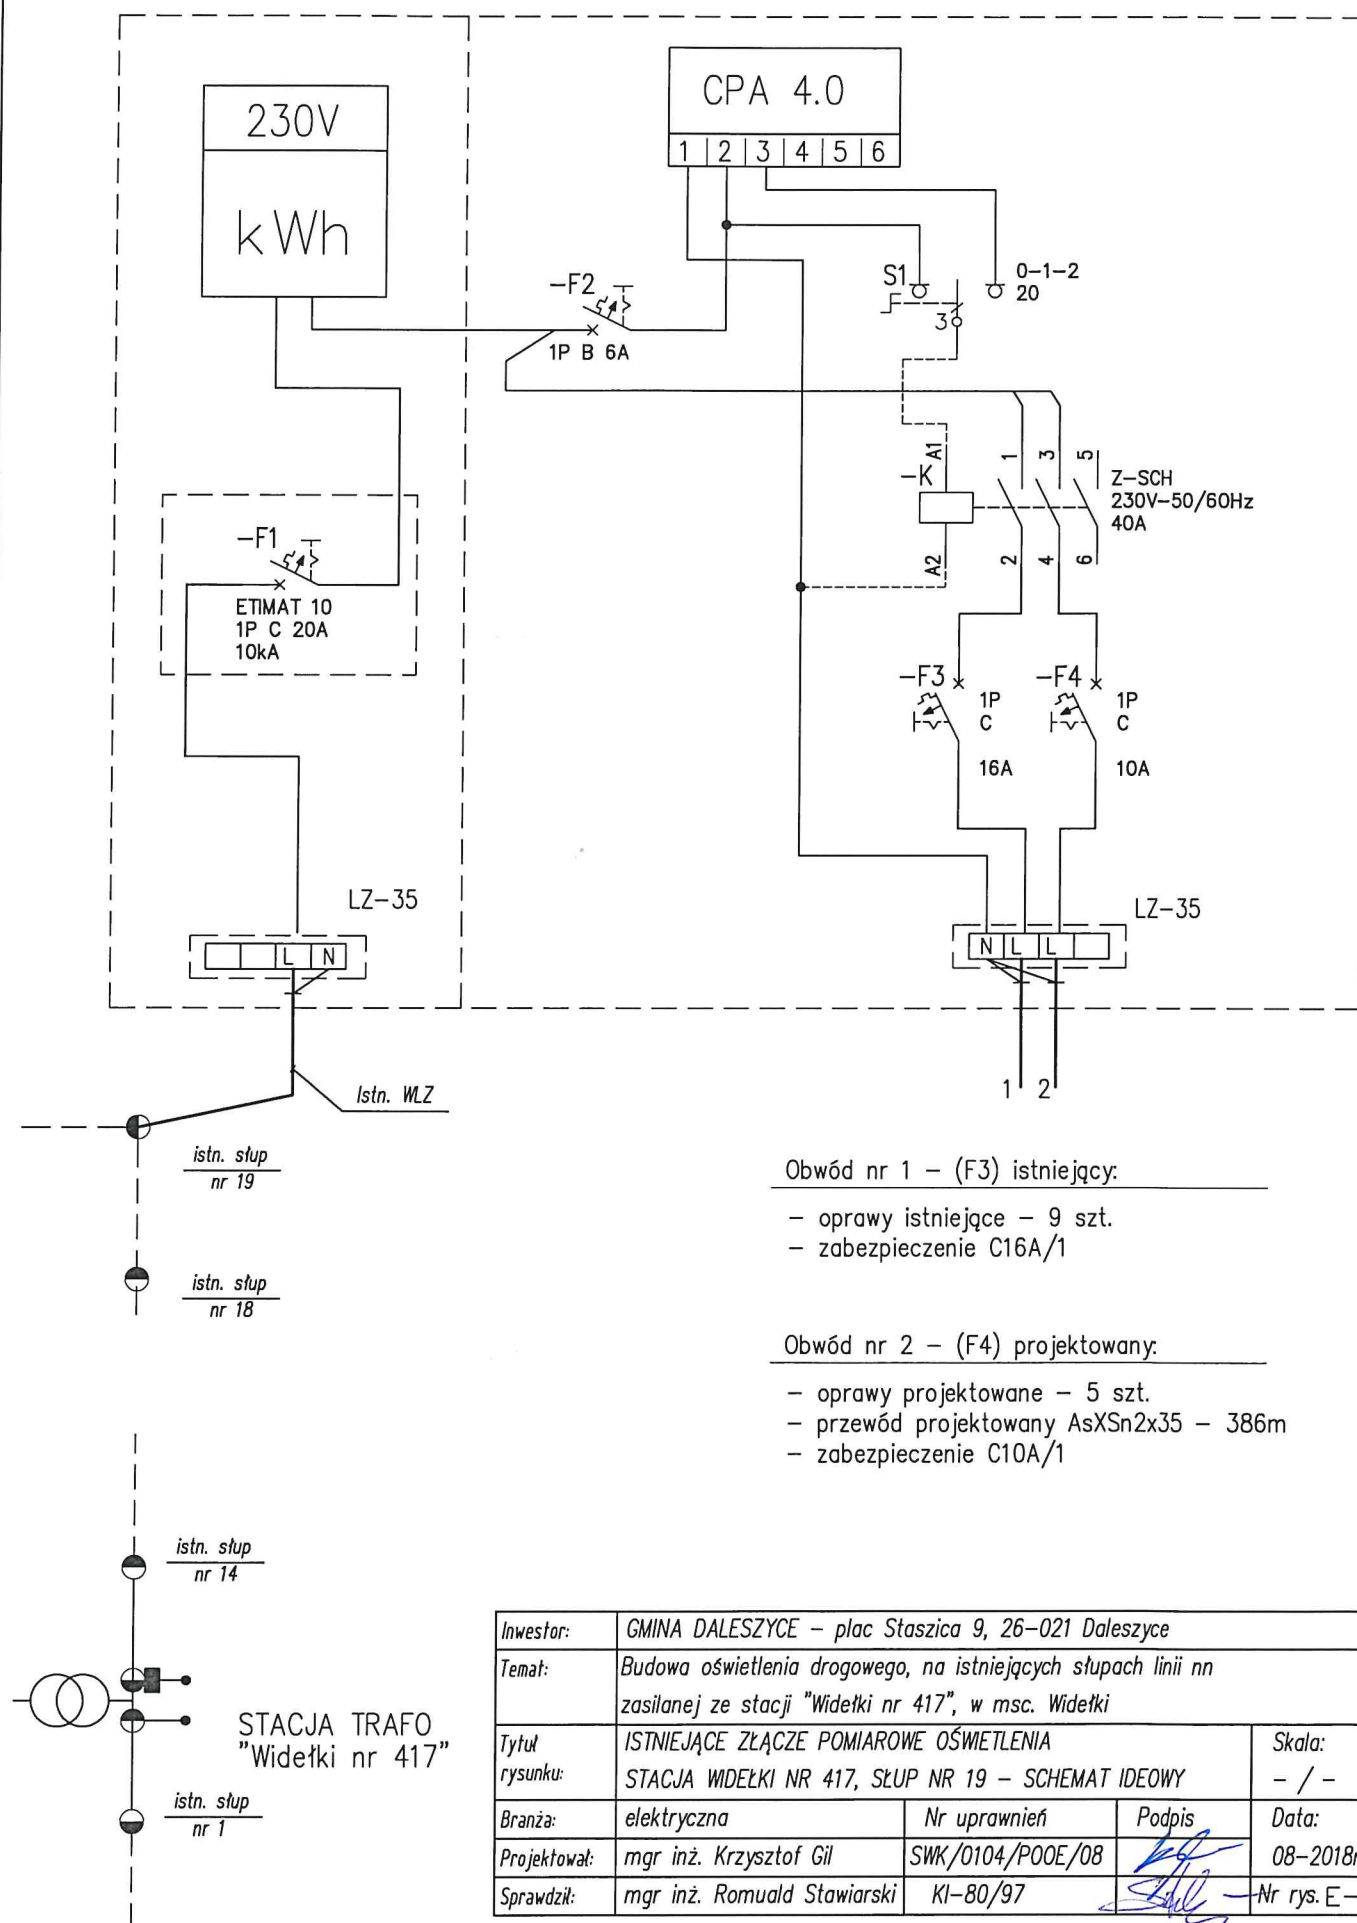 230V
kWh
CPA 4.0
1 2 3 4 5 6
-F2
1P B 6A
S1
3
0-1-2
20
-F1
ETIMAT 10
1P C 20A
10kA
-K
A1
A2
1 3 5
2 4 6
Z-SCH
230V-50/60Hz
40A
-F3
1P
C
16A
-F4
1P
C
10A
LZ-35
L N
LZ-35
N L L
1 2
Istn. WLZ
istn. słup
nr 19
istn. słup
nr 18
Obwód nr 1 - (F3) istniejący:
- oprawy istniejące - 9 szt.
- zabezpieczenie C16A/1
Obwód nr 2 - (F4) projektowany:
- oprawy projektowane - 5 szt.
- przewód projektowany AsXSn2x35 - 386m
- zabezpieczenie C10A/1
istn. słup
nr 14
STACJA TRAFO
"Widełki nr 417"
istn. słup
nr 1
Inwestor: GMINA DALESZYCE - plac Staszica 9, 26-021 Daleszyce
Temat: Budowa oświetlenia drogowego, na istniejących słupach linii nn
zasilanej ze stacji "Widełki nr 417", w msc. Widełki
Tytuł rysunku: ISTNIEJĄCE ZŁĄCZE POMIAROWE OŚWIETLENIA
STACJA WIDEŁKI NR 417, SŁUP NR 19 - SCHEMAT IDEOWY
Skala:
- / -
Branża: elektryczna Nr uprawnień Podpis Data:
Projektował: mgr inż. Krzysztof Gil SWK/0104/POOE/08 08-2018r
Sprawdził: mgr inż. Romuald Stawiarski KI-80/97 Nr rys. E-